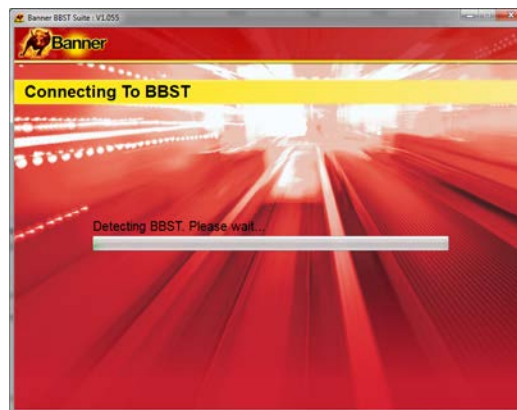 Banner BBST Suite : V1.055
Banner
Connecting To BBST
Detecting BBST. Please wait...